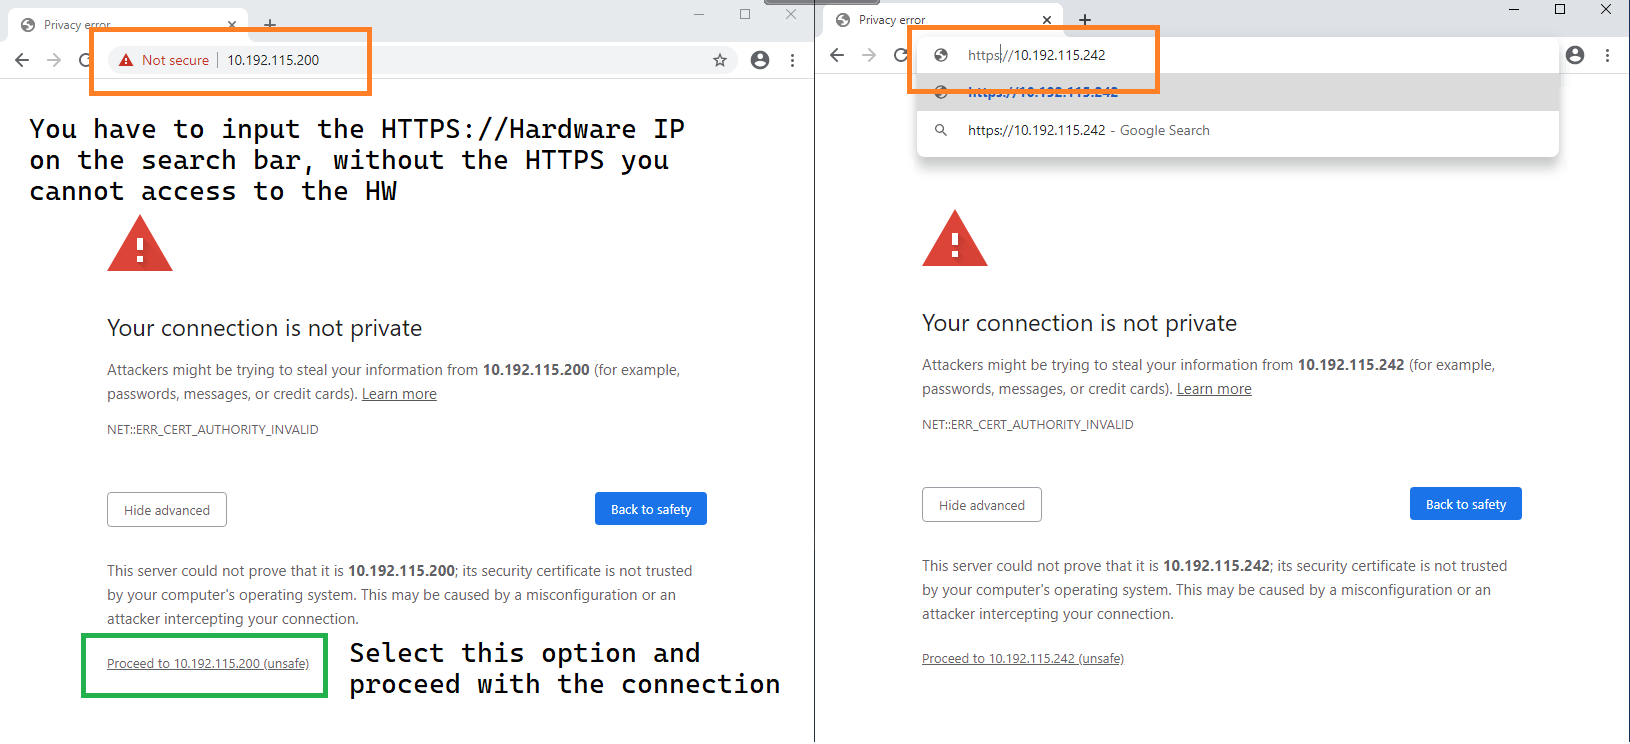 Privacy error
Not secure | 10.192.115.200
You have to input the HTTPS://Hardware IP
on the search bar, without the HTTPS you
cannot access to the HW
Your connection is not private
Attackers might be trying to steal your information from 10.192.115.200 (for example,
passwords, messages, or credit cards). Learn more
NET::ERR_CERT_AUTHORITY_INVALID
Hide advanced
Back to safety
This server could not prove that it is 10.192.115.200; its security certificate is not trusted
by your computer's operating system. This may be caused by a misconfiguration or an
attacker intercepting your connection.
Proceed to 10.192.115.200 (unsafe)
Select this option and
proceed with the connection
Privacy error
https//10.192.115.242
https://10.192.115.242
https://10.192.115.242 - Google Search
Your connection is not private
Attackers might be trying to steal your information from 10.192.115.242 (for example,
passwords, messages, or credit cards). Learn more
NET::ERR_CERT_AUTHORITY_INVALID
Hide advanced
Back to safety
This server could not prove that it is 10.192.115.242; its security certificate is not trusted
by your computer's operating system. This may be caused by a misconfiguration or an
attacker intercepting your connection.
Proceed to 10.192.115.242 (unsafe)